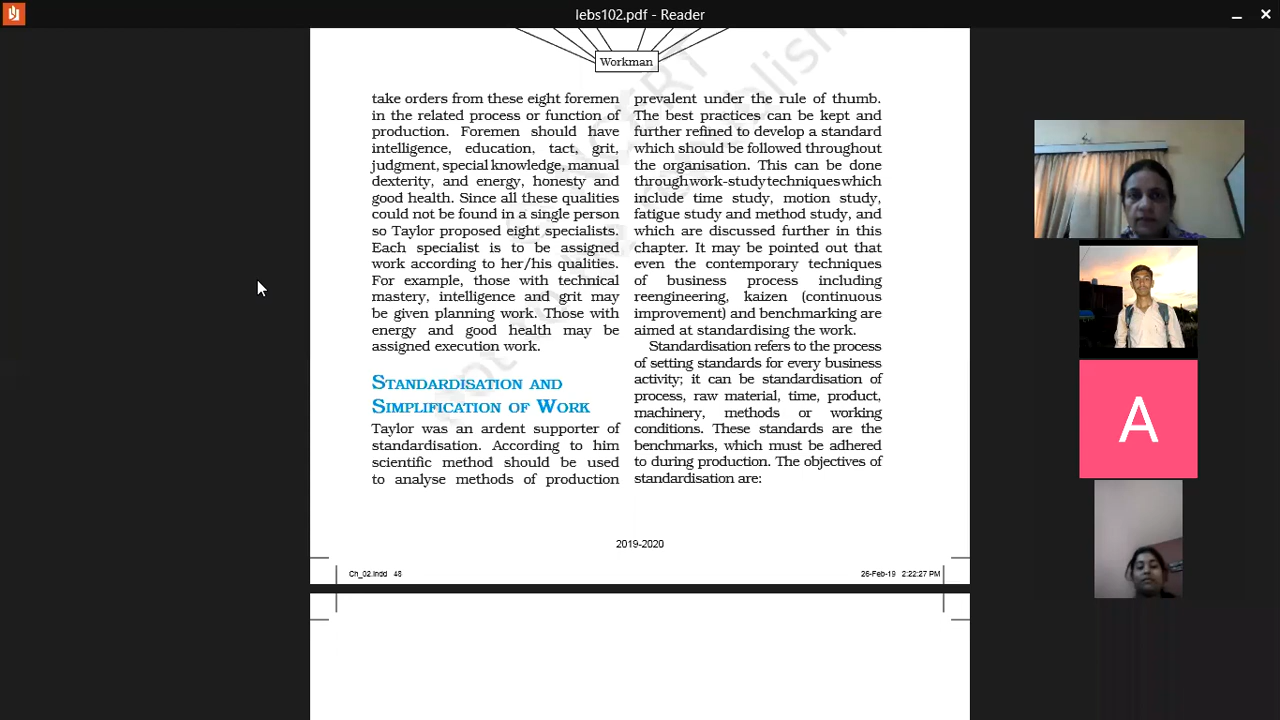 lebs102.pdf - Reader
Workman
take orders from these eight foremen
in the related process or function of
production. Foremen should have
intelligence, education, tact, grit,
judgment, special knowledge, manual
dexterity, and energy, honesty and
good health. Since all these qualities
could not be found in a single person
so Taylor proposed eight specialists.
Each specialist is to be assigned
work according to her/his qualities.
For example, those with technical
mastery, intelligence and grit may
be given planning work. Those with
energy and good health may be
assigned execution work.
STANDARDISATION AND
SIMPLIFICATION OF WORK
Taylor was an ardent supporter of
standardisation. According to him
scientific method should be used
to analyse methods of production
prevalent under the rule of thumb.
The best practices can be kept and
further refined to develop a standard
which should be followed throughout
the organisation. This can be done
through work-study techniques which
include time study, motion study,
fatigue study and method study, and
which are discussed further in this
chapter. It may be pointed out that
even the contemporary techniques
of business process including
reengineering, kaizen (continuous
improvement) and benchmarking are
aimed at standardising the work.
Standardisation refers to the process
of setting standards for every business
activity; it can be standardisation of
process, raw material, time, product,
machinery, methods or working
conditions. These standards are the
benchmarks, which must be adhered
to during production. The objectives of
standardisation are:
2019-2020
Ch_02.indd 48
26-Feb-19 2:22:27 PM
A